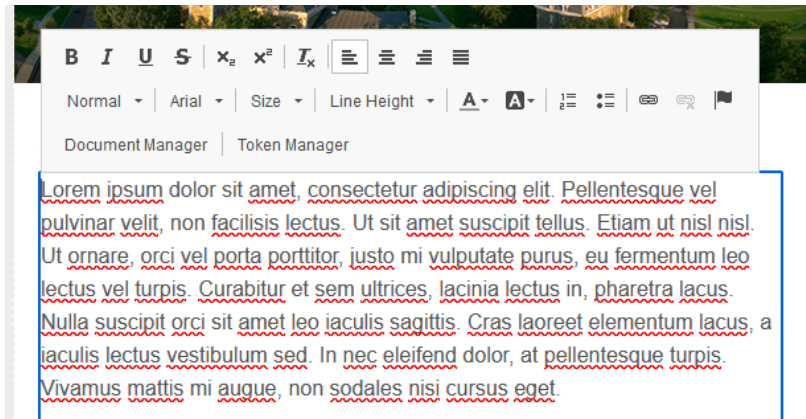 B I U S x₂ x² Tx
Normal Arial Size Line Height A A
Document Manager Token Manager
Lorem ipsum dolor sit amet, consectetur adipiscing elit. Pellentesque vel
pulvinar velit, non facilisis lectus. Ut sit amet suscipit tellus. Etiam ut nisl nisl.
Ut ornare, orci vel porta porttitor, justo mi vulputate purus, eu fermentum leo
lectus vel turpis. Curabitur et sem ultrices, lacinia lectus in, pharetra lacus.
Nulla suscipit orci sit amet leo iaculis sagittis. Cras laoreet elementum lacus, a
iaculis lectus vestibulum sed. In nec eleifend dolor, at pellentesque turpis.
Vivamus mattis mi augue, non sodales nisi cursus eget.